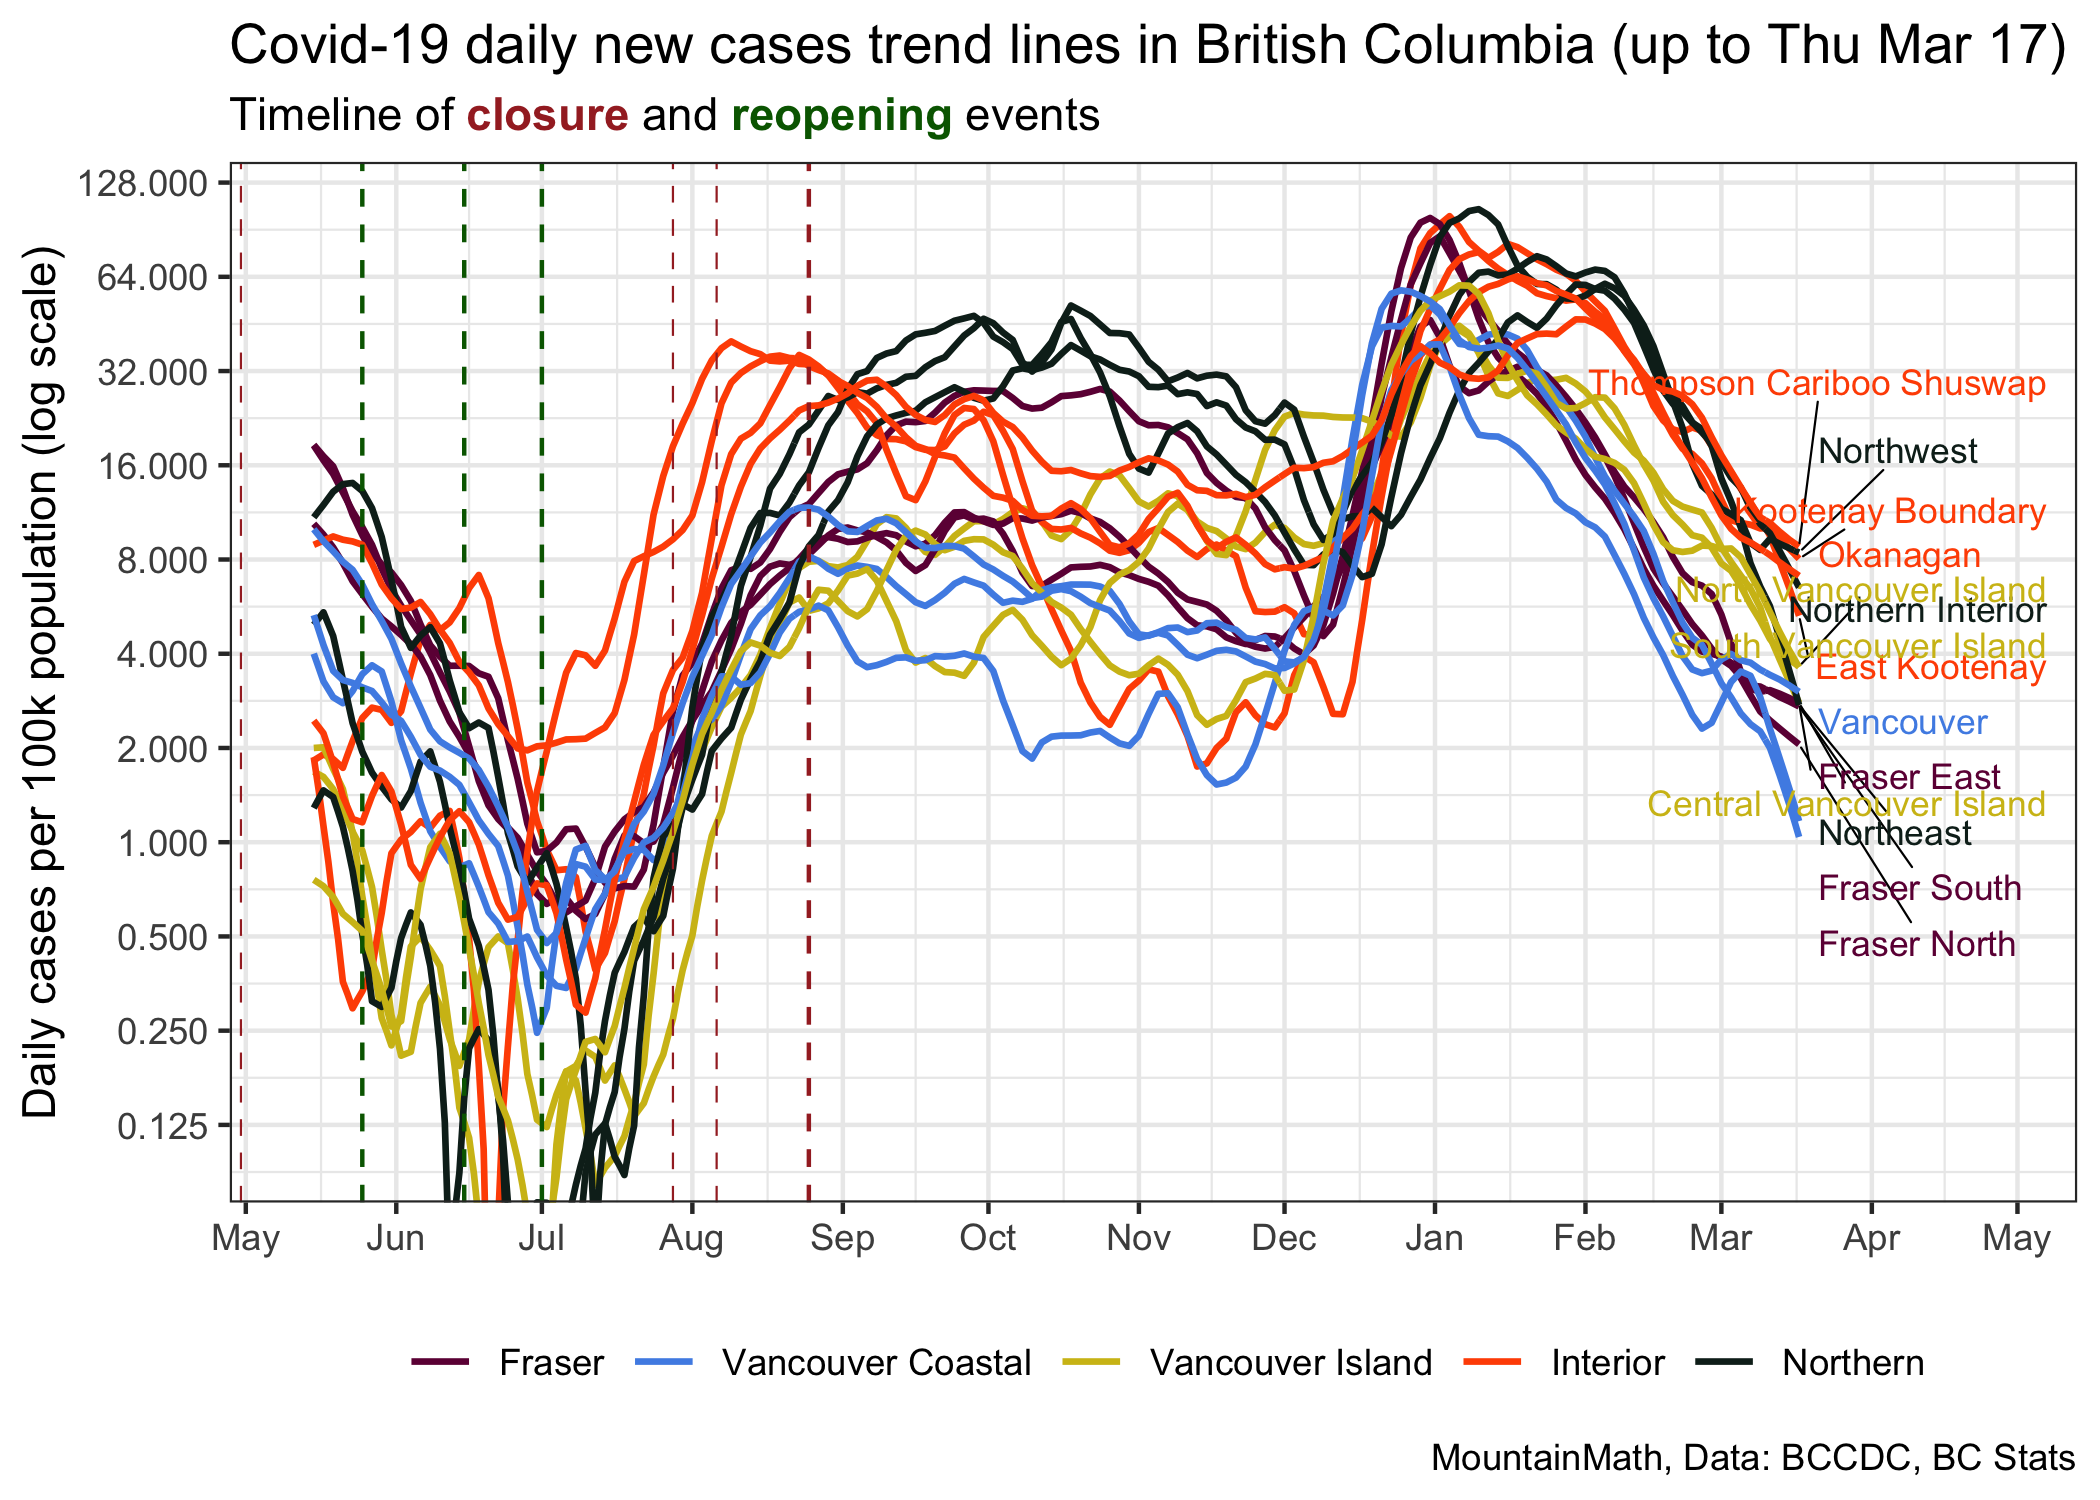 Covid-19 daily new cases trend lines in British Columbia (up to Thu Mar 17)
Timeline of closure and reopening events
Daily cases per 100k population (log scale)
128.000
64.000
32.000
16.000
8.000
4.000
2.000
1.000
0.500
0.250
0.125
Thompson Cariboo Shuswap
Northwest
Kootenay Boundary
Okanagan
North Vancouver Island
Northern Interior
South Vancouver Island
East Kootenay
Vancouver
Fraser East
Central Vancouver Island
Northeast
Fraser South
Fraser North
May Jun Jul Aug Sep Oct Nov Dec Jan Feb Mar Apr May
Fraser Vancouver Coastal Vancouver Island Interior Northern
MountainMath, Data: BCCDC, BC Stats